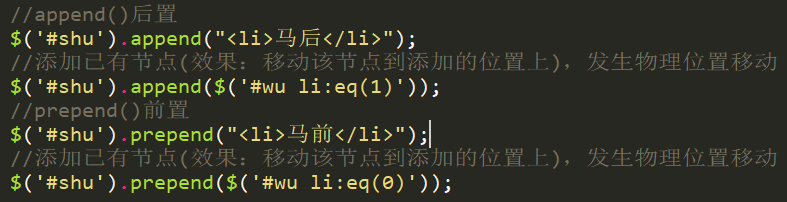 //append()后置
$('#shu').append("<li>马后</li>");
//添加已有节点(效果：移动该节点到添加的位置上)，发生物理位置移动
$('#shu').append($('#wu li:eq(1)'));
//prepend()前置
$('#shu').prepend("<li>马前</li>");
//添加已有节点(效果：移动该节点到添加的位置上)，发生物理位置移动
$('#shu').prepend($('#wu li:eq(0)'));